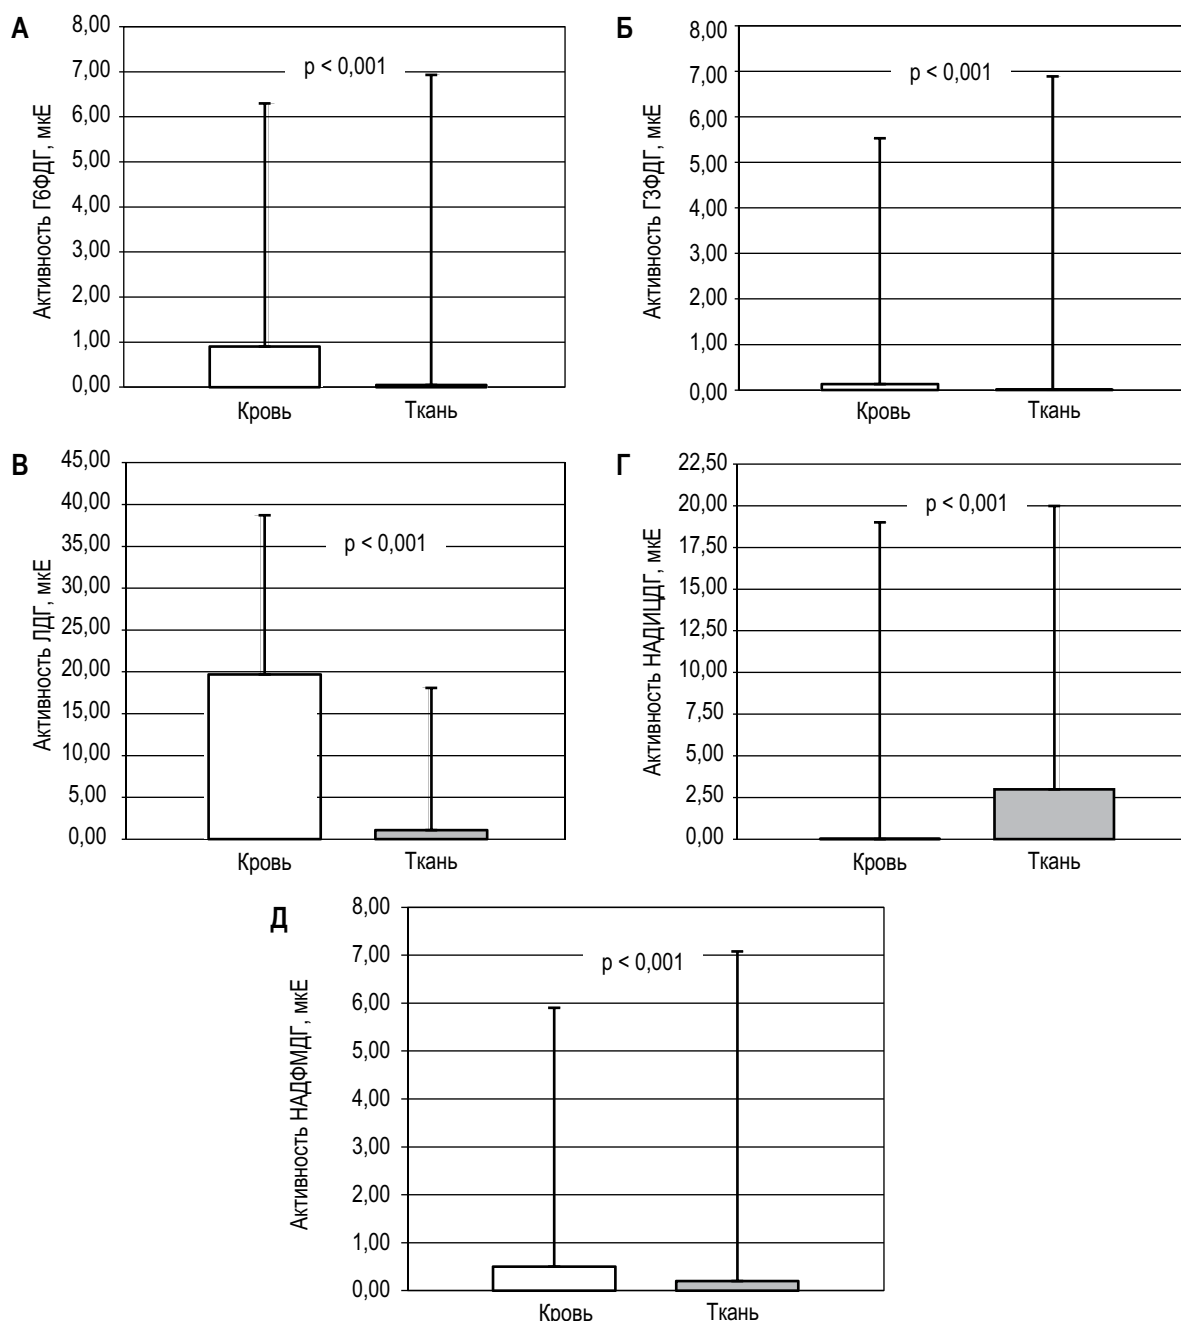 А
Активность Г6ФДГ, мкЕ
8,00
7,00
6,00
5,00
4,00
3,00
2,00
1,00
0,00
p < 0,001
Кровь
Ткань
Б
Активность Г3ФДГ, мкЕ
8,00
7,00
6,00
5,00
4,00
3,00
2,00
1,00
0,00
p < 0,001
Кровь
Ткань
В
Активность ЛДГ, мкЕ
45,00
40,00
35,00
30,00
25,00
20,00
15,00
10,00
5,00
0,00
p < 0,001
Кровь
Ткань
Г
Активность НАДИЦДГ, мкЕ
22,50
20,00
17,50
15,00
12,50
10,00
7,50
5,00
2,50
0,00
p < 0,001
Кровь
Ткань
Д
Активность НАДФМДГ, мкЕ
8,00
7,00
6,00
5,00
4,00
3,00
2,00
1,00
0,00
p < 0,001
Кровь
Ткань